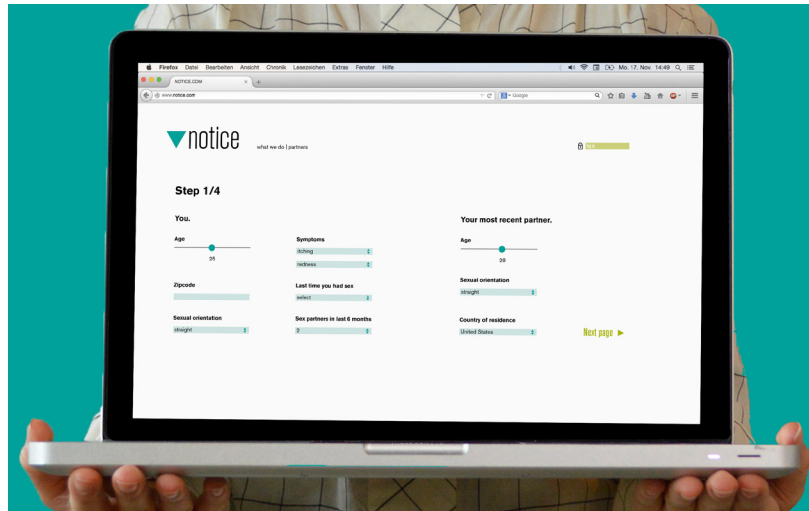 Firefox Datei Bearbeiten Ansicht Chronik Lesezeichen Extras Fenster Hilfe
Mo. 17. Nov. 14:49
NOTICE.COM
www.notice.com
Google
notice
what we do | partners
Step 1/4
You.
Your most recent partner.
Age
Symptoms
Age
itching
redness
Zipcode
Last time you had sex
Sexual orientation
select
straight
Sexual orientation
Sex partners in last 6 months
Country of residence
straight
United States
Next page